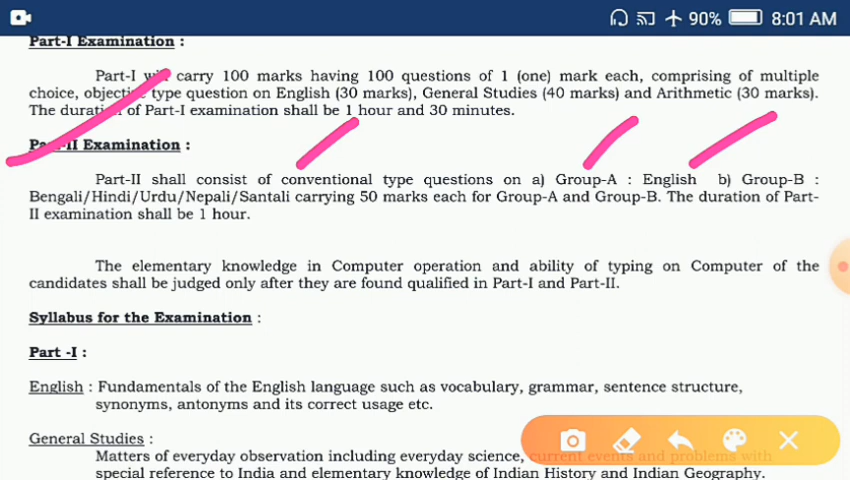 90% 8:01 AM
Part-I Examination :
Part-I will carry 100 marks having 100 questions of 1 (one) mark each, comprising of multiple
choice, objective type question on English (30 marks), General Studies (40 marks) and Arithmetic (30 marks).
The duration of Part-I examination shall be 1 hour and 30 minutes.
Part-II Examination :
Part-II shall consist of conventional type questions on a) Group-A : English b) Group-B :
Bengali/Hindi/Urdu/Nepali/Santali carrying 50 marks each for Group-A and Group-B. The duration of Part-
II examination shall be 1 hour.
The elementary knowledge in Computer operation and ability of typing on Computer of the
candidates shall be judged only after they are found qualified in Part-I and Part-II.
Syllabus for the Examination :
Part -I :
English : Fundamentals of the English language such as vocabulary, grammar, sentence structure,
synonyms, antonyms and its correct usage etc.
General Studies :
Matters of everyday observation including everyday science, current events and problems with
special reference to India and elementary knowledge of Indian History and Indian Geography.